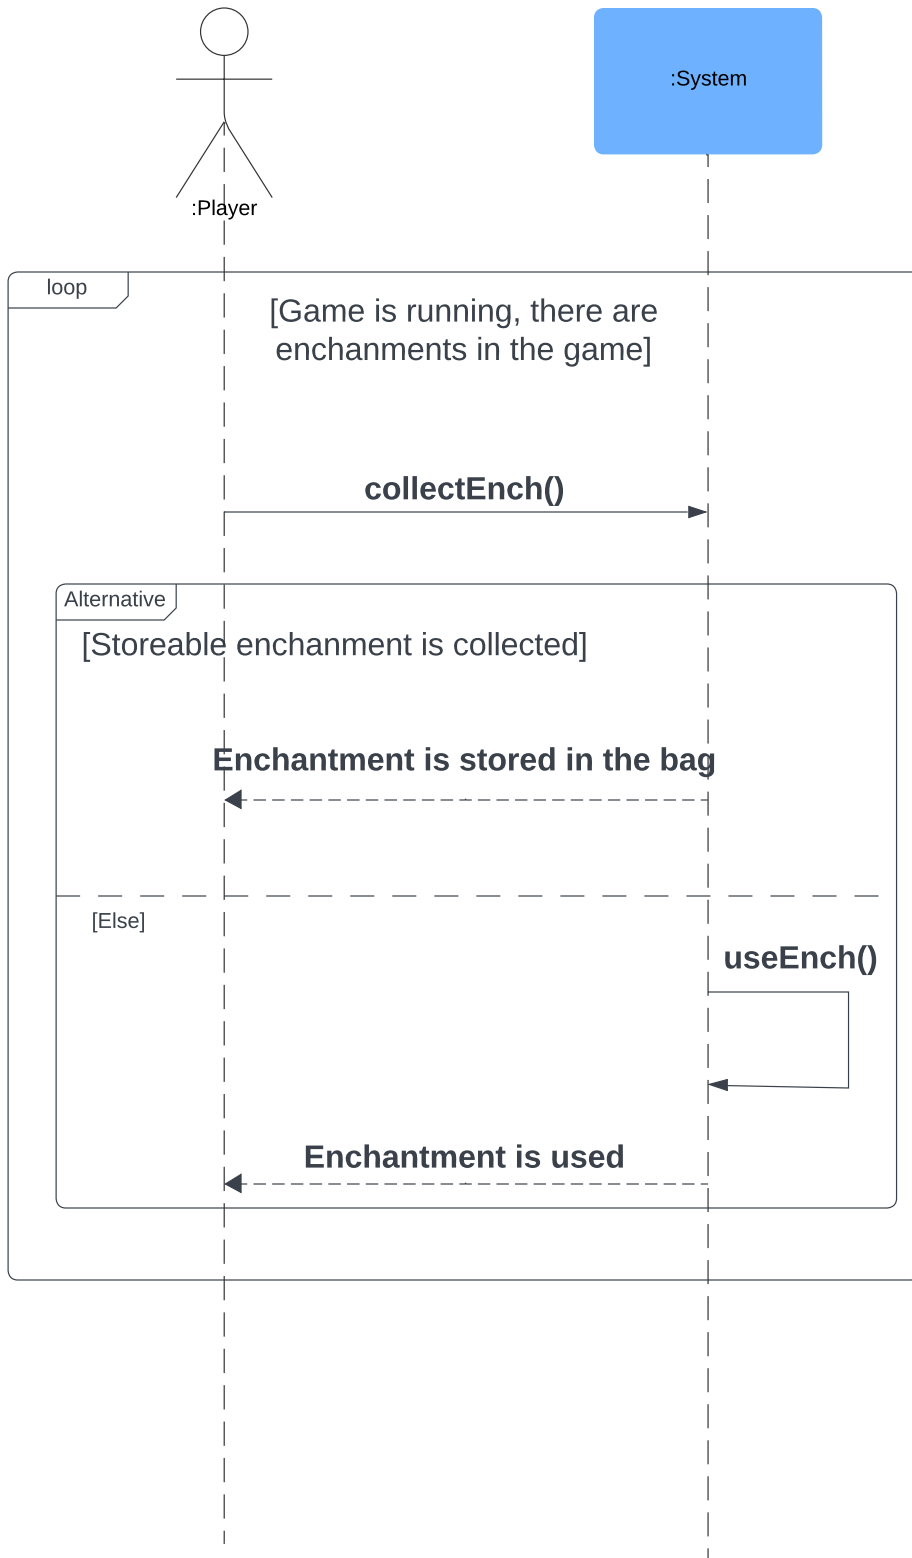 :System
:Player
loop
[Game is running, there are
enchanments in the game]
collectEnch()
Alternative
[Storeable enchanment is collected]
Enchantment is stored in the bag
[Else]
useEnch()
Enchantment is used